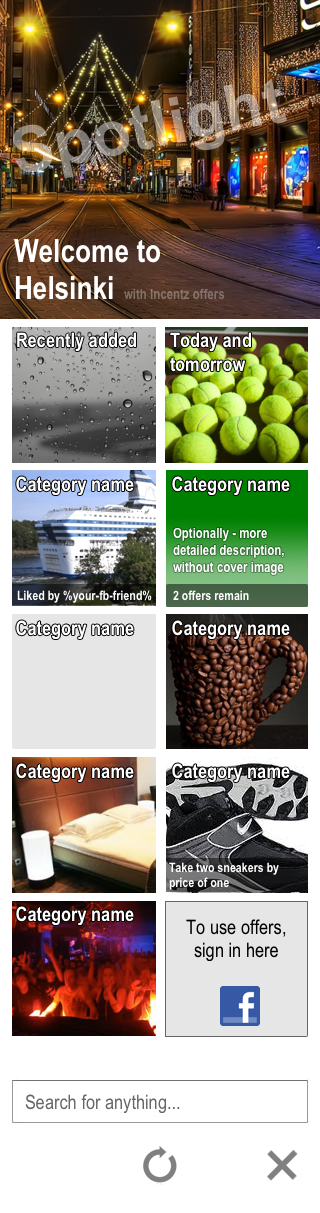 Spotlight
Welcome to
Helsinki with Incentz offers
Recently added
Today and
tomorrow
Category name
Liked by %your-fb-friend%
Category name
Optionally - more
detailed description,
without cover image
2 offers remain
Category name
Category name
Category name
Category name
Take two sneakers by
price of one
Category name
To use offers,
sign in here
f
Search for anything...